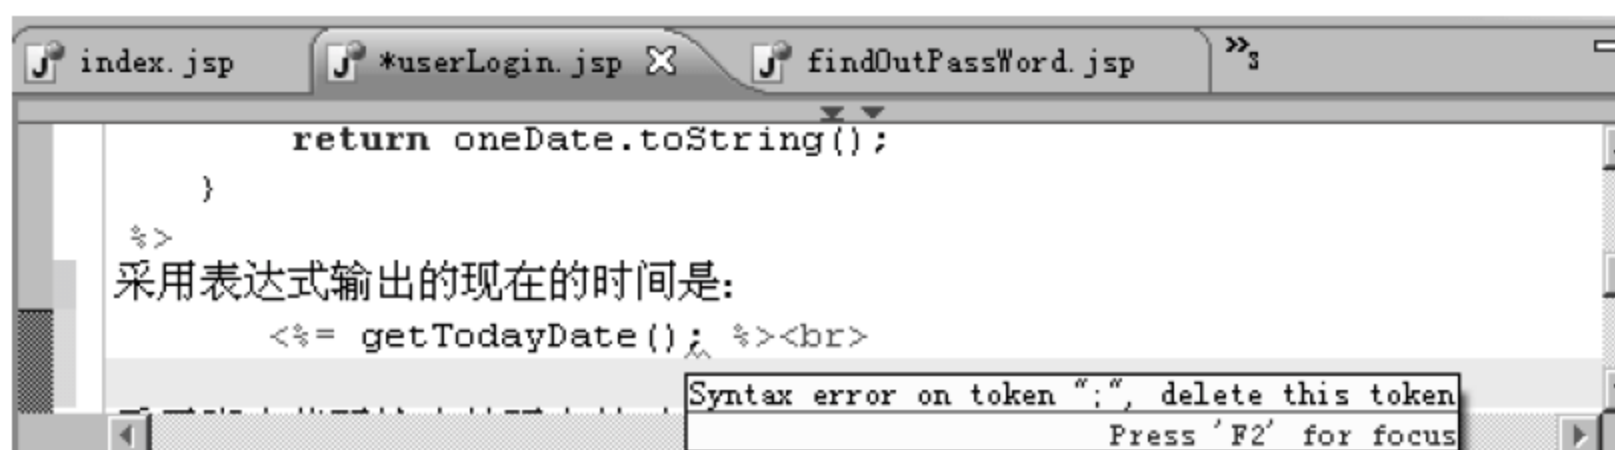 index.jsp *userLogin.jsp findOutPassWord.jsp »3
return oneDate.toString();
}
%>
采用表达式输出的现在的时间是:
<%= getTodayDate(); %><br>
Syntax error on token ";", delete this token
Press 'F2' for focus